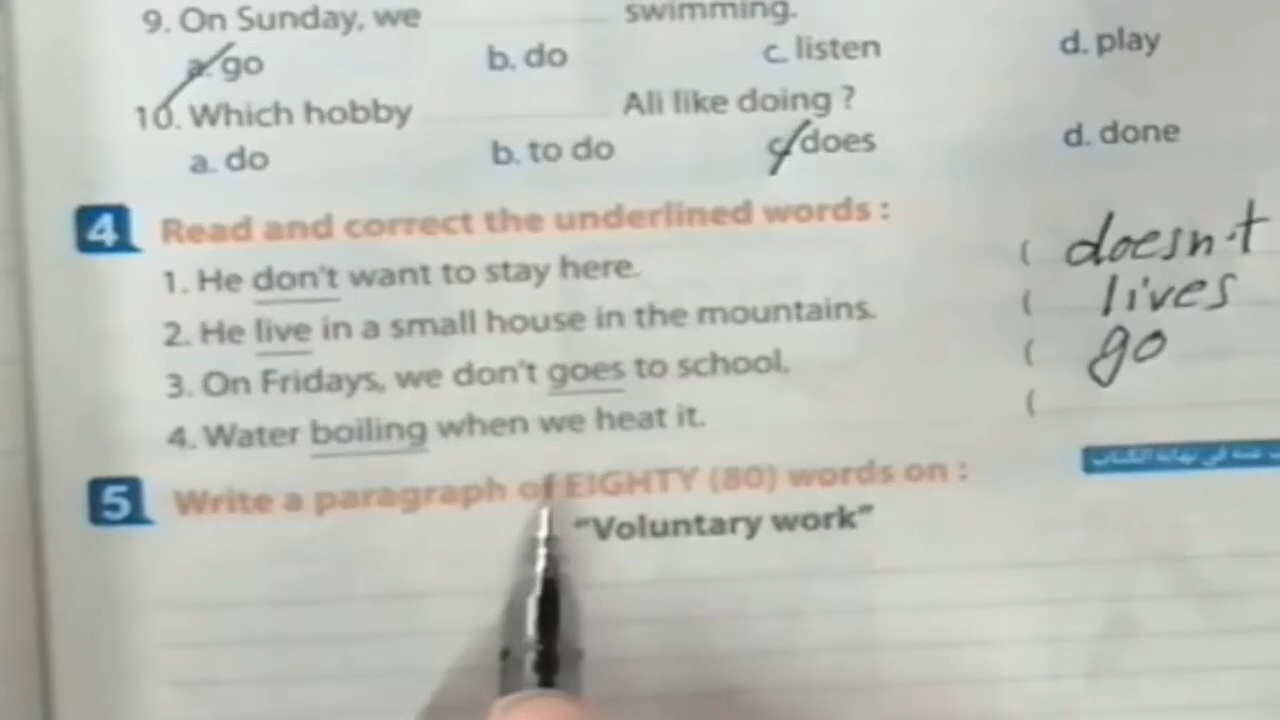 9. On Sunday, we ______ swimming.
a. go b. do c. listen d. play
10. Which hobby ______ Ali like doing ?
a. do b. to do c. does d. done
4 Read and correct the underlined words :
1. He don't want to stay here. ( doesn't
2. He live in a small house in the mountains. ( lives
3. On Fridays, we don't goes to school. ( go
4. Water boiling when we heat it. (
5 Write a paragraph of EIGHTY (80) words on :
"Voluntary work"